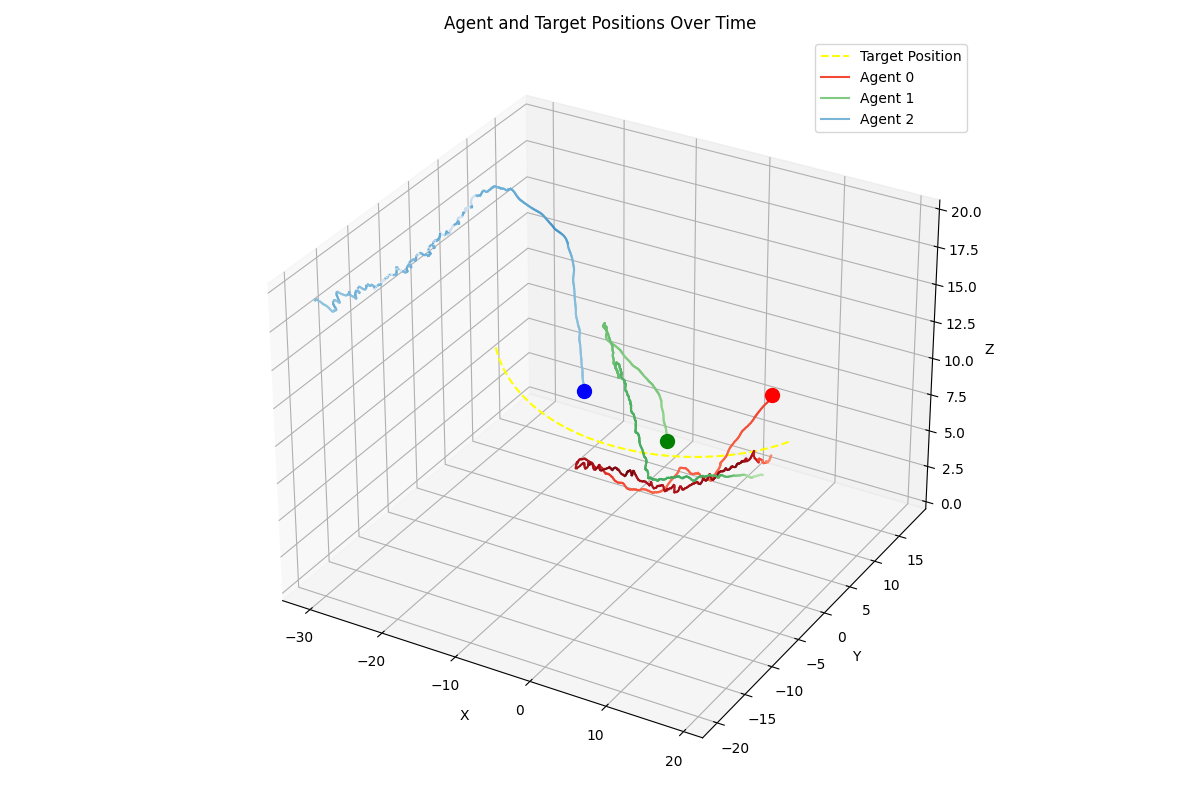 Agent and Target Positions Over Time
Target Position
Agent 0
Agent 1
Agent 2
20.0
17.5
15.0
Z
12.5
10.0
7.5
5.0
2.5
0.0
15
10
5
0
Y
−5
−10
−15
−20
−30
−20
−10
X
0
10
20